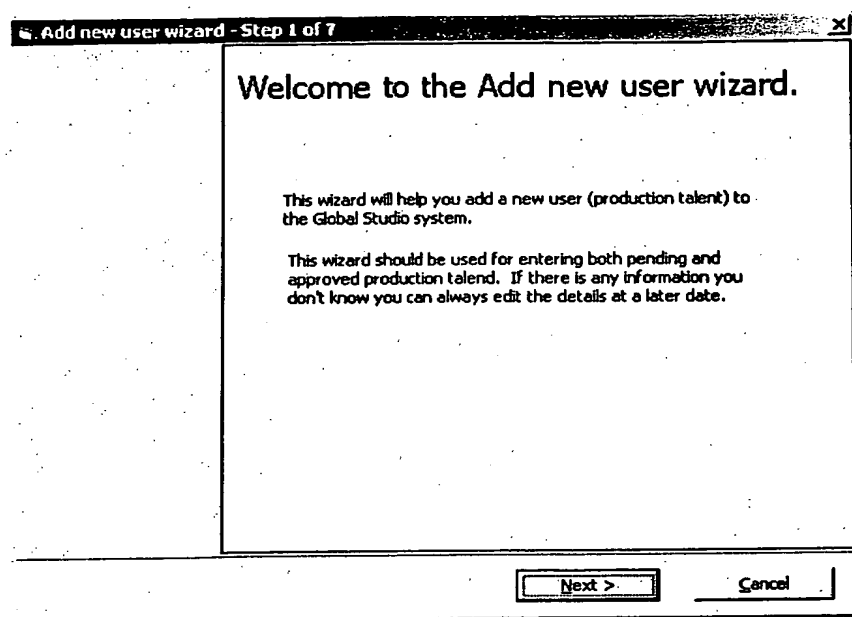 Add new user wizard - Step 1 of 7
Welcome to the Add new user wizard.
This wizard will help you add a new user (production talent) to
the Global Studio system.
This wizard should be used for entering both pending and
approved production talend. If there is any information you
don't know you can always edit the details at a later date.
Next >
Cancel